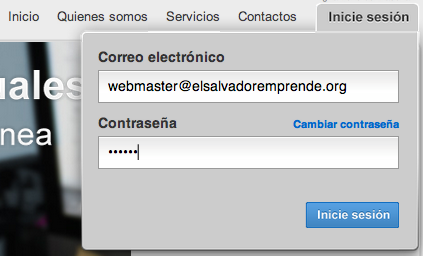 Inicio Quienes somos Servicios Contactos Inicie sesión
Correo electrónico
webmaster@elsalvadoremprende.org
Contraseña Cambiar contraseña
••••••
Inicie sesión
uales
nea